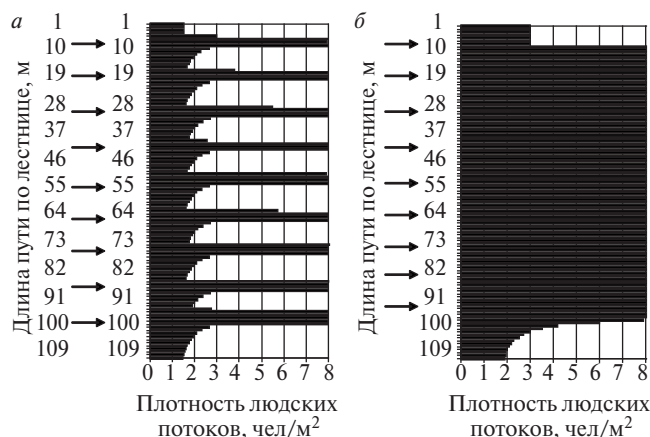 а
1 1
10 10
19 19
28 28
37 37
46 46
55 55
64 64
73 73
82 82
91 91
100 100
109 109
Длина пути по лестнице, м
0 1 2 3 4 5 6 7 8
Плотность людских
потоков, чел/м²
б
1
10
19
28
37
46
55
64
73
82
91
100
109
Длина пути по лестнице, м
0 1 2 3 4 5 6 7 8
Плотность людских
потоков, чел/м²